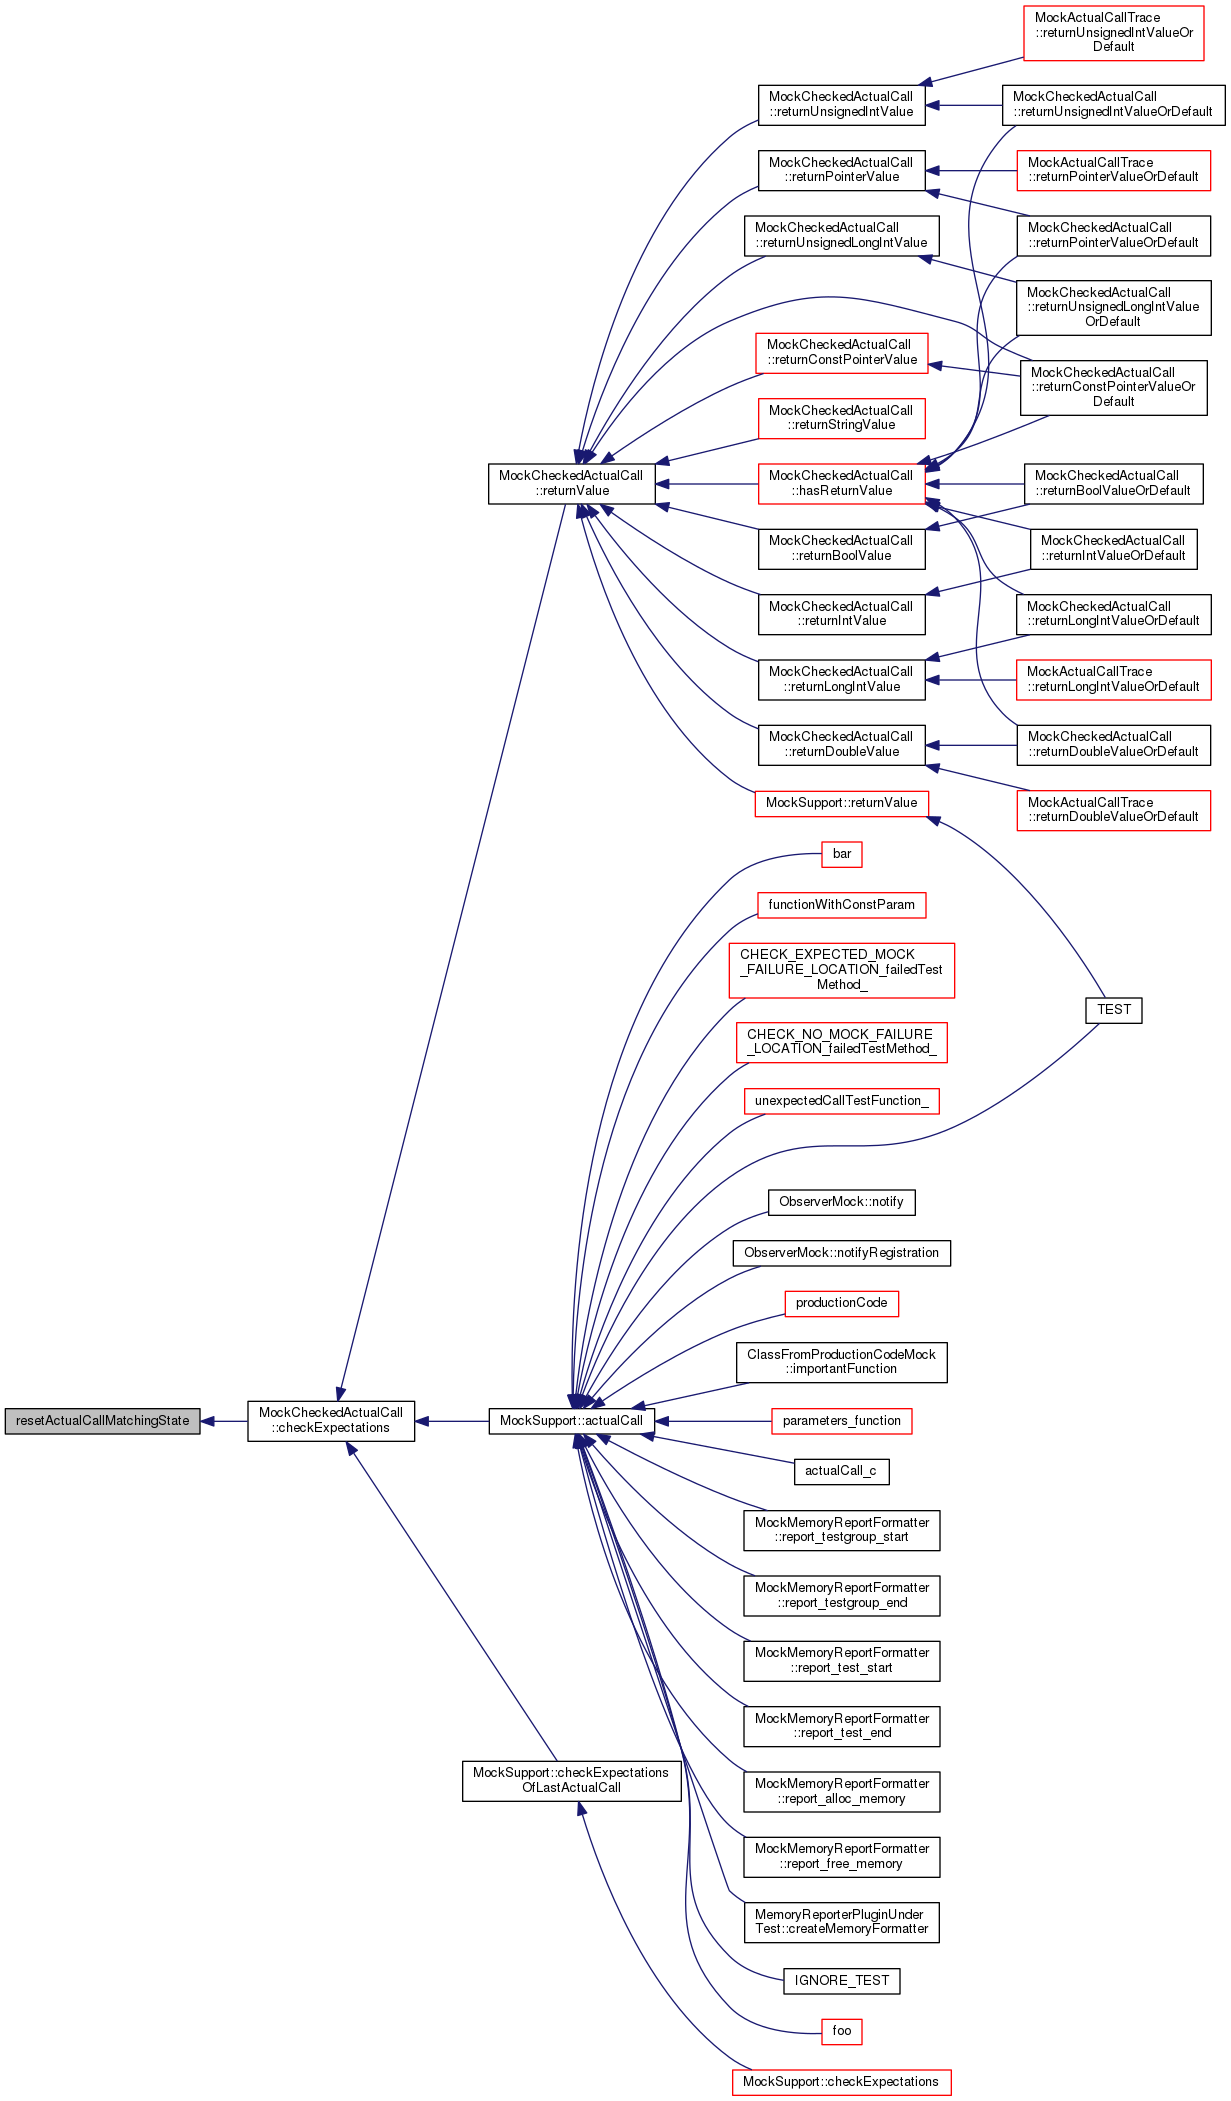 MockActualCallTrace
::returnUnsignedIntValueOr
Default
MockCheckedActualCall
::returnUnsignedIntValue
MockCheckedActualCall
::returnUnsignedIntValueOrDefault
MockCheckedActualCall
::returnPointerValue
MockActualCallTrace
::returnPointerValueOrDefault
MockCheckedActualCall
::returnUnsignedLongIntValue
MockCheckedActualCall
::returnPointerValueOrDefault
MockCheckedActualCall
::returnUnsignedLongIntValue
OrDefault
MockCheckedActualCall
::returnConstPointerValue
MockCheckedActualCall
::returnConstPointerValueOr
Default
MockCheckedActualCall
::returnStringValue
MockCheckedActualCall
::returnValue
MockCheckedActualCall
::hasReturnValue
MockCheckedActualCall
::returnBoolValueOrDefault
MockCheckedActualCall
::returnBoolValue
MockCheckedActualCall
::returnIntValueOrDefault
MockCheckedActualCall
::returnIntValue
MockCheckedActualCall
::returnLongIntValueOrDefault
MockCheckedActualCall
::returnLongIntValue
MockActualCallTrace
::returnLongIntValueOrDefault
MockCheckedActualCall
::returnDoubleValue
MockCheckedActualCall
::returnDoubleValueOrDefault
MockSupport::returnValue
MockActualCallTrace
::returnDoubleValueOrDefault
bar
functionWithConstParam
CHECK_EXPECTED_MOCK
_FAILURE_LOCATION_failedTest
Method_
TEST
CHECK_NO_MOCK_FAILURE
_LOCATION_failedTestMethod_
unexpectedCallTestFunction_
ObserverMock::notify
ObserverMock::notifyRegistration
productionCode
ClassFromProductionCodeMock
::importantFunction
resetActualCallMatchingState
MockCheckedActualCall
::checkExpectations
MockSupport::actualCall
parameters_function
actualCall_c
MockMemoryReportFormatter
::report_testgroup_start
MockMemoryReportFormatter
::report_testgroup_end
MockMemoryReportFormatter
::report_test_start
MockMemoryReportFormatter
::report_test_end
MockSupport::checkExpectations
OfLastActualCall
MockMemoryReportFormatter
::report_alloc_memory
MockMemoryReportFormatter
::report_free_memory
MemoryReporterPluginUnder
Test::createMemoryFormatter
IGNORE_TEST
foo
MockSupport::checkExpectations